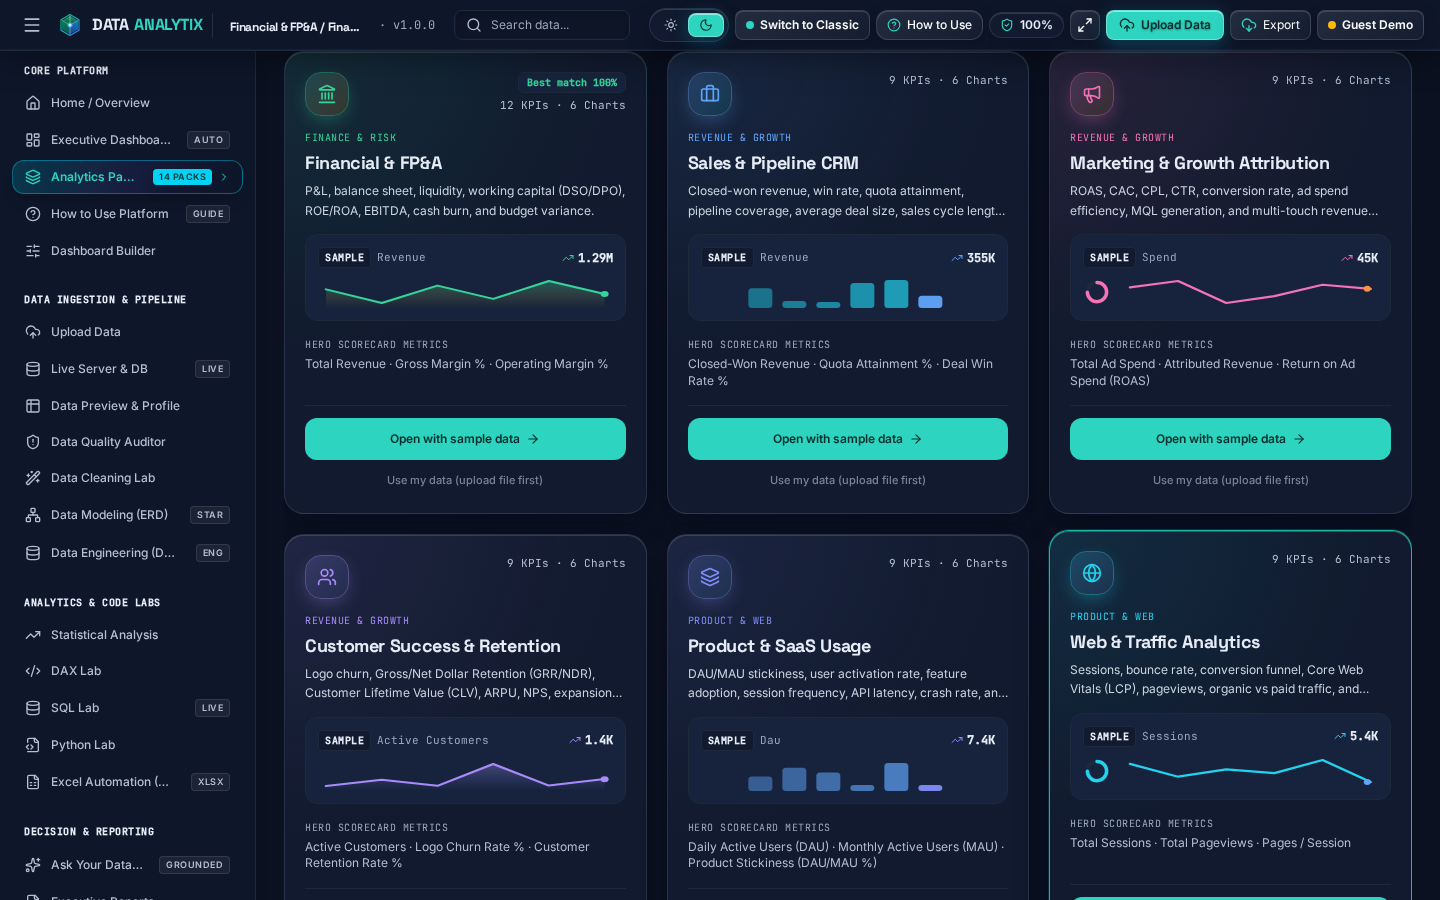 DATA ANALYTIX
Financial & FP&A / Fina...
· v1.0.0
Search data...
Switch to Classic
How to Use
100%
Upload Data
Export
Guest Demo
CORE PLATFORM
Home / Overview
Executive Dashboa... AUTO
Analytics Pa... 14 PACKS
How to Use Platform GUIDE
Dashboard Builder
DATA INGESTION & PIPELINE
Upload Data
Live Server & DB LIVE
Data Preview & Profile
Data Quality Auditor
Data Cleaning Lab
Data Modeling (ERD) STAR
Data Engineering (D... ENG
ANALYTICS & CODE LABS
Statistical Analysis
DAX Lab
SQL Lab LIVE
Python Lab
Excel Automation (... XLSX
DECISION & REPORTING
Ask Your Data... GROUNDED
Best match 100%
12 KPIs · 6 Charts
FINANCE & RISK
Financial & FP&A
P&L, balance sheet, liquidity, working capital (DSO/DPO),
ROE/ROA, EBITDA, cash burn, and budget variance.
SAMPLE Revenue 1.29M
HERO SCORECARD METRICS
Total Revenue · Gross Margin % · Operating Margin %
Open with sample data →
Use my data (upload file first)
9 KPIs · 6 Charts
REVENUE & GROWTH
Sales & Pipeline CRM
Closed-won revenue, win rate, quota attainment,
pipeline coverage, average deal size, sales cycle lengt...
SAMPLE Revenue 355K
HERO SCORECARD METRICS
Closed-Won Revenue · Quota Attainment % · Deal Win
Rate %
Open with sample data →
Use my data (upload file first)
9 KPIs · 6 Charts
REVENUE & GROWTH
Marketing & Growth Attribution
ROAS, CAC, CPL, CTR, conversion rate, ad spend
efficiency, MQL generation, and multi-touch revenue...
SAMPLE Spend 45K
HERO SCORECARD METRICS
Total Ad Spend · Attributed Revenue · Return on Ad
Spend (ROAS)
Open with sample data →
Use my data (upload file first)
9 KPIs · 6 Charts
REVENUE & GROWTH
Customer Success & Retention
Logo churn, Gross/Net Dollar Retention (GRR/NDR),
Customer Lifetime Value (CLV), ARPU, NPS, expansion...
SAMPLE Active Customers 1.4K
HERO SCORECARD METRICS
Active Customers · Logo Churn Rate % · Customer
Retention Rate %
9 KPIs · 6 Charts
PRODUCT & WEB
Product & SaaS Usage
DAU/MAU stickiness, user activation rate, feature
adoption, session frequency, API latency, crash rate, an...
SAMPLE Dau 7.4K
HERO SCORECARD METRICS
Daily Active Users (DAU) · Monthly Active Users (MAU) ·
Product Stickiness (DAU/MAU %)
9 KPIs · 6 Charts
PRODUCT & WEB
Web & Traffic Analytics
Sessions, bounce rate, conversion funnel, Core Web
Vitals (LCP), pageviews, organic vs paid traffic, and...
SAMPLE Sessions 5.4K
HERO SCORECARD METRICS
Total Sessions · Total Pageviews · Pages / Session